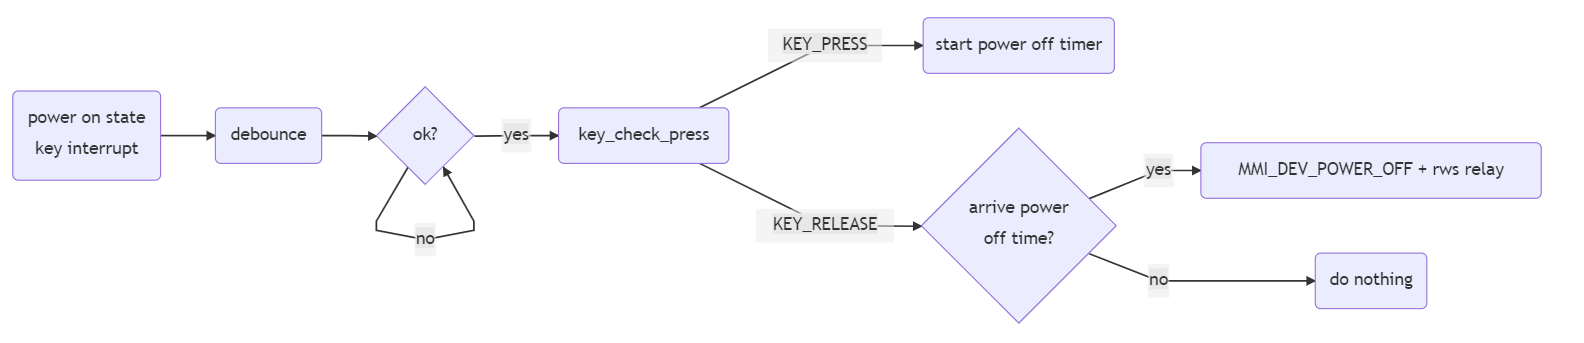 power on state
key interrupt
debounce
ok?
no
yes
key_check_press
KEY_PRESS
start power off timer
KEY_RELEASE
arrive power
off time?
yes
MMI_DEV_POWER_OFF + rws relay
no
do nothing